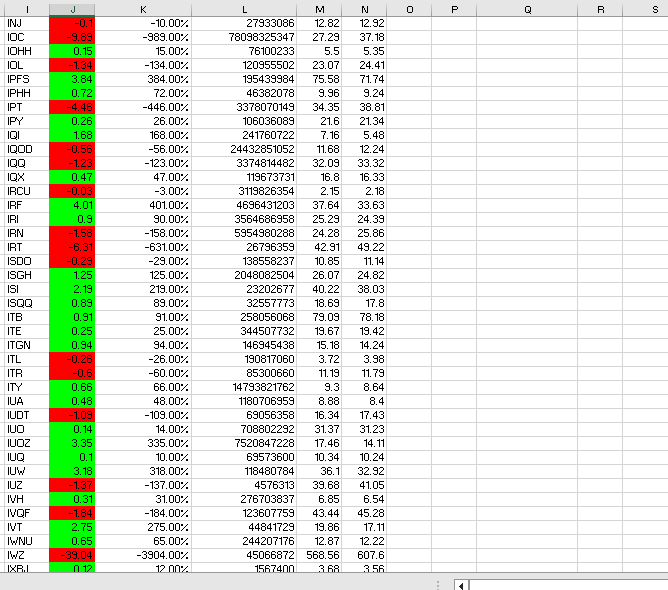 I J K L M N O P Q R S
INJ -0.1 -10.00% 27933086 12.82 12.92
IOC -9.89 -989.00% 78098325347 27.29 37.18
IOHH 0.15 15.00% 76100233 5.5 5.35
IOL -1.34 -134.00% 120955502 23.07 24.41
IPFS 3.84 384.00% 195439984 75.58 71.74
IPHH 0.72 72.00% 46382078 9.96 9.24
IPT -4.46 -446.00% 3378070149 34.35 38.81
IPY 0.26 26.00% 106036089 21.6 21.34
IQI 1.68 168.00% 241760722 7.16 5.48
IQOD -0.56 -56.00% 24432851052 11.68 12.24
IQQ -1.23 -123.00% 3374814482 32.09 33.32
IQX 0.47 47.00% 119673731 16.8 16.33
IRCU -0.03 -3.00% 3119826354 2.15 2.18
IRF 4.01 401.00% 4696431203 37.64 33.63
IRI 0.9 90.00% 3564686958 25.29 24.39
IRN -1.58 -158.00% 5954980288 24.28 25.86
IRT -6.31 -631.00% 26796359 42.91 49.22
ISDO -0.29 -29.00% 138558237 10.85 11.14
ISGH 1.25 125.00% 2048082504 26.07 24.82
ISI 2.19 219.00% 23202677 40.22 38.03
ISQQ 0.89 89.00% 32557773 18.69 17.8
ITB 0.91 91.00% 258056068 79.09 78.18
ITE 0.25 25.00% 344507732 19.67 19.42
ITGN 0.94 94.00% 146945438 15.18 14.24
ITL -0.26 -26.00% 190817060 3.72 3.98
ITR -0.6 -60.00% 85300660 11.19 11.79
ITY 0.66 66.00% 14793821762 9.3 8.64
IUA 0.48 48.00% 1180706959 8.88 8.4
IUDT -1.09 -109.00% 69056358 16.34 17.43
IUO 0.14 14.00% 708802292 31.37 31.23
IUOZ 3.35 335.00% 7520847228 17.46 14.11
IUQ 0.1 10.00% 69573600 10.34 10.24
IUW 3.18 318.00% 118480784 36.1 32.92
IUZ -1.37 -137.00% 4576313 39.68 41.05
IVH 0.31 31.00% 276703837 6.85 6.54
IVQF -1.84 -184.00% 123607759 43.44 45.28
IVT 2.75 275.00% 44841729 19.86 17.11
IWNU 0.65 65.00% 244207176 12.87 12.22
IWZ -39.04 -3904.00% 45066872 568.56 607.6
IXBJ 0.12 12.00% 1567400 3.68 3.56